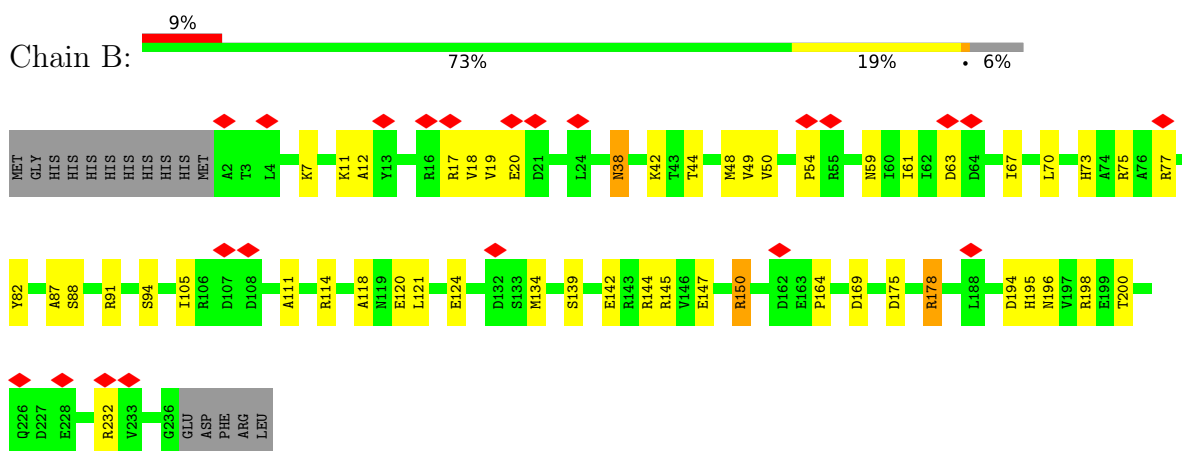 9%
Chain B:
73% 19% • 6%
MET GLY HIS HIS HIS HIS HIS HIS HIS HIS MET A2 T3 L4 K7 K11 A12 Y13 R16 R17 V18 V19 E20 D21 L24 N38 K42 T43 T44 M48 V49 V50 P54 R55 N59 I60 I61 I62 D63 D64 I67 L70 H73 A74 R75 A76 R77
Y82 A87 S88 R91 S94 I105 R106 D107 D108 A111 R114 A118 N119 E120 L121 E124 D132 S133 M134 S139 E142 R143 R144 R145 V146 E147 R150 D162 E163 P164 D169 D175 R178 L188 D194 H195 N196 V197 R198 E199 T200
Q226 D227 E228 R232 V233 G236 GLU ASP PHE ARG LEU